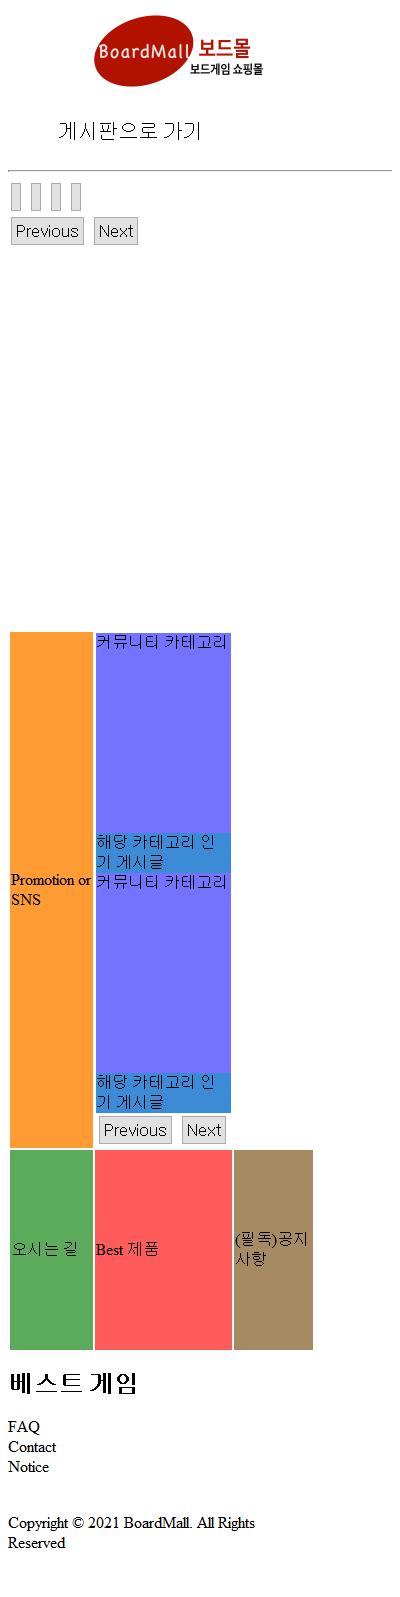 BoardMall 보드몰
보드게임 쇼핑몰
게시판으로 가기
Previous Next
커뮤니티 카테고리
해당 카테고리 인
기 게시글
Promotion or
SNS
커뮤니티 카테고리
해당 카테고리 인
기 게시글
Previous Next
오시는 길
Best 제품
(필독)공지
사항
베스트 게임
FAQ
Contact
Notice
Copyright © 2021 BoardMall. All Rights
Reserved